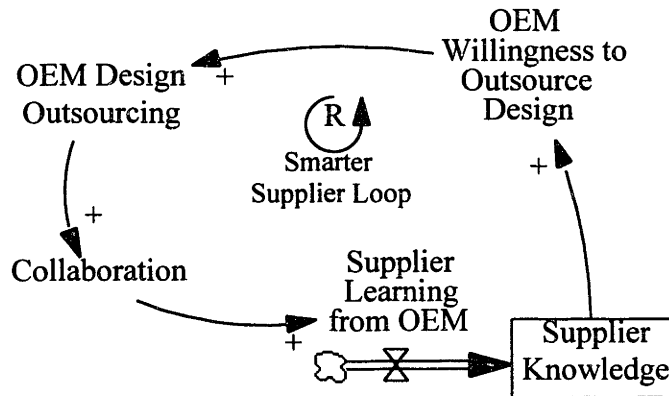 OEM
Willingness to
Outsource
Design
+
OEM Design
Outsourcing
R
Smarter
Supplier Loop
+
+
Collaboration
Supplier
Learning
from OEM
+
Supplier
Knowledge